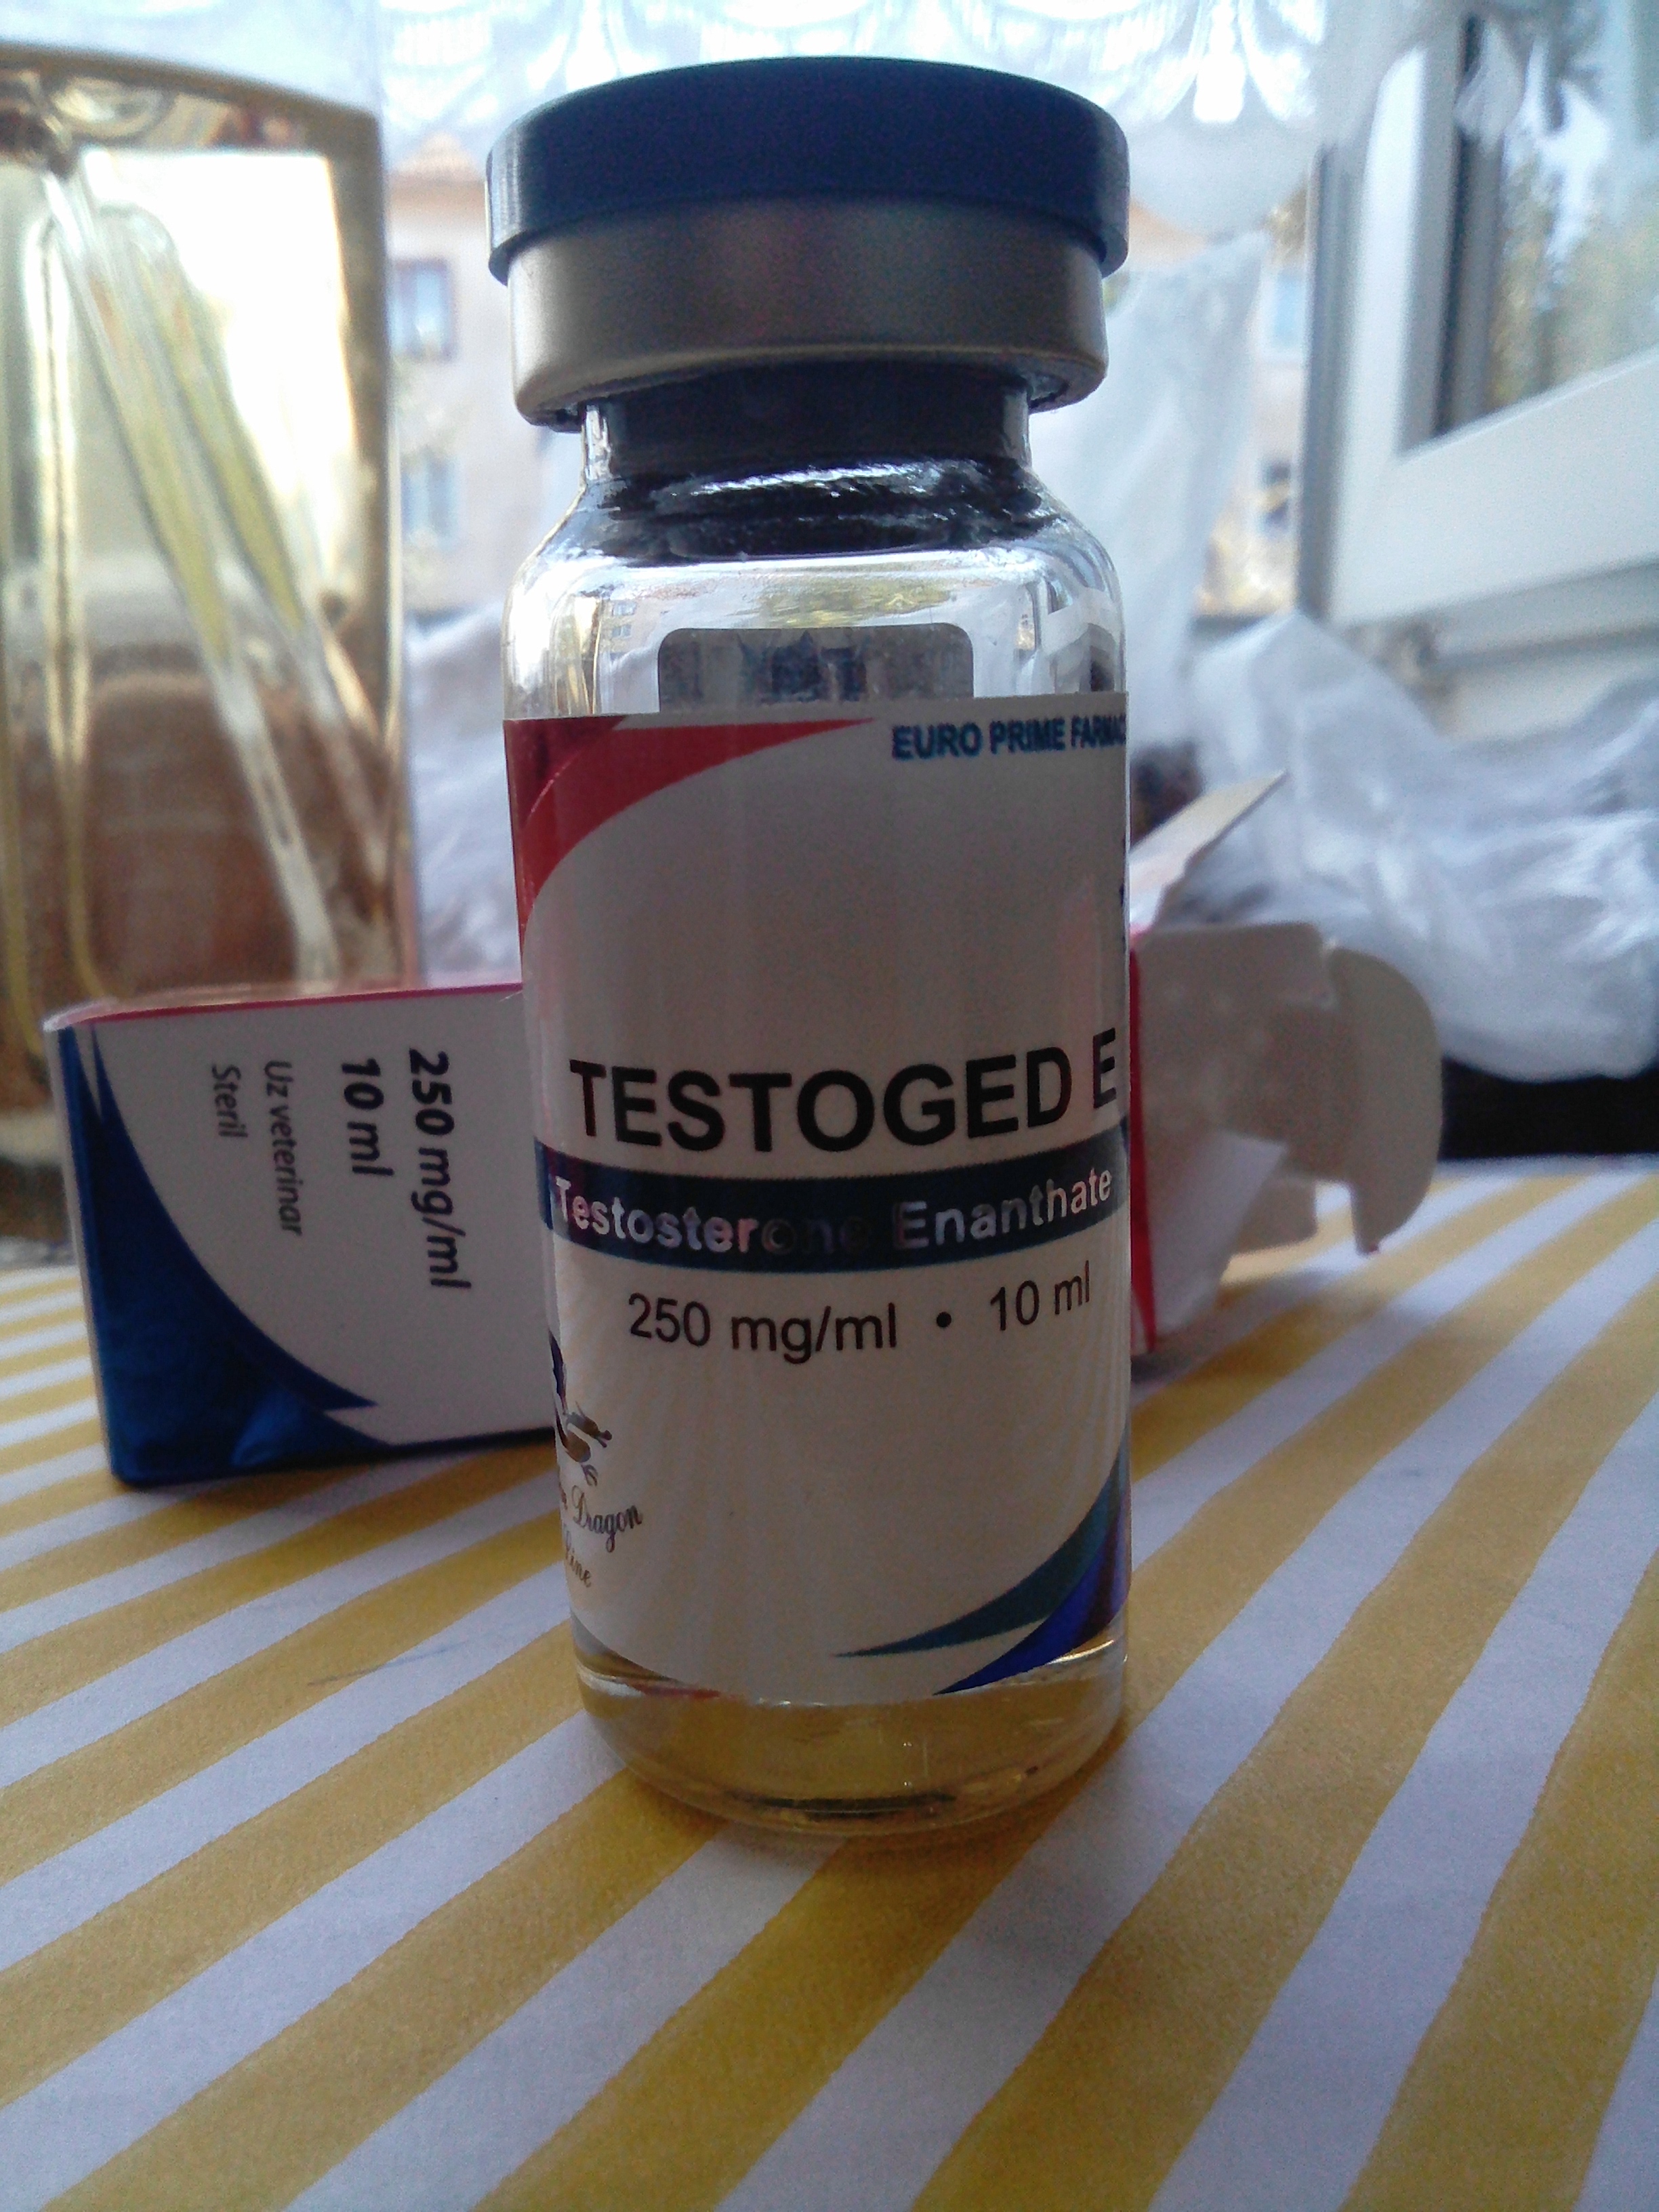 EURO PRIME FARMAC
TESTOGED E
Testosterone Enanthate
250 mg/ml • 10 ml
Dragon
250 mg/ml
10 ml
Uz veterinar
Steril